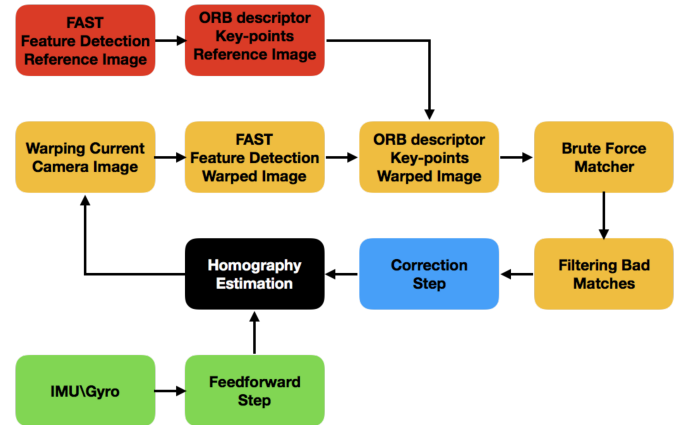 FAST
Feature Detection
Reference Image
ORB descriptor
Key-points
Reference Image
Warping Current
Camera Image
FAST
Feature Detection
Warped Image
ORB descriptor
Key-points
Warped Image
Brute Force
Matcher
Homography
Estimation
Correction
Step
Filtering Bad
Matches
IMU\Gyro
Feedforward
Step